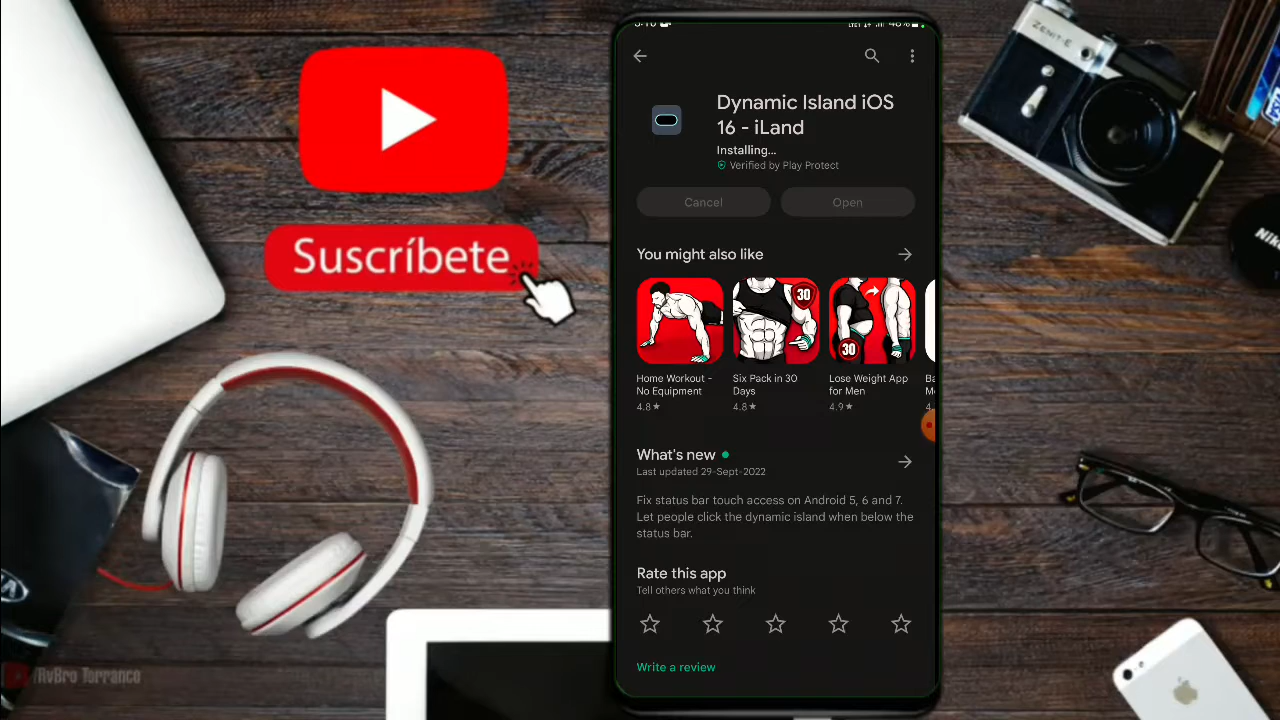 Suscríbete
/AvBro Torranco
Dynamic Island iOS
16 - iLand
Installing...
Verified by Play Protect
Cancel
Open
You might also like
30
30
Home Workout -
No Equipment
4.8★
Six Pack in 30
Days
4.8★
Lose Weight App
for Men
4.9★
What's new
Last updated 29-Sept-2022
Fix status bar touch access on Android 5, 6 and 7.
Let people click the dynamic island when below the
status bar.
Rate this app
Tell others what you think
Write a review
ZENIT-E